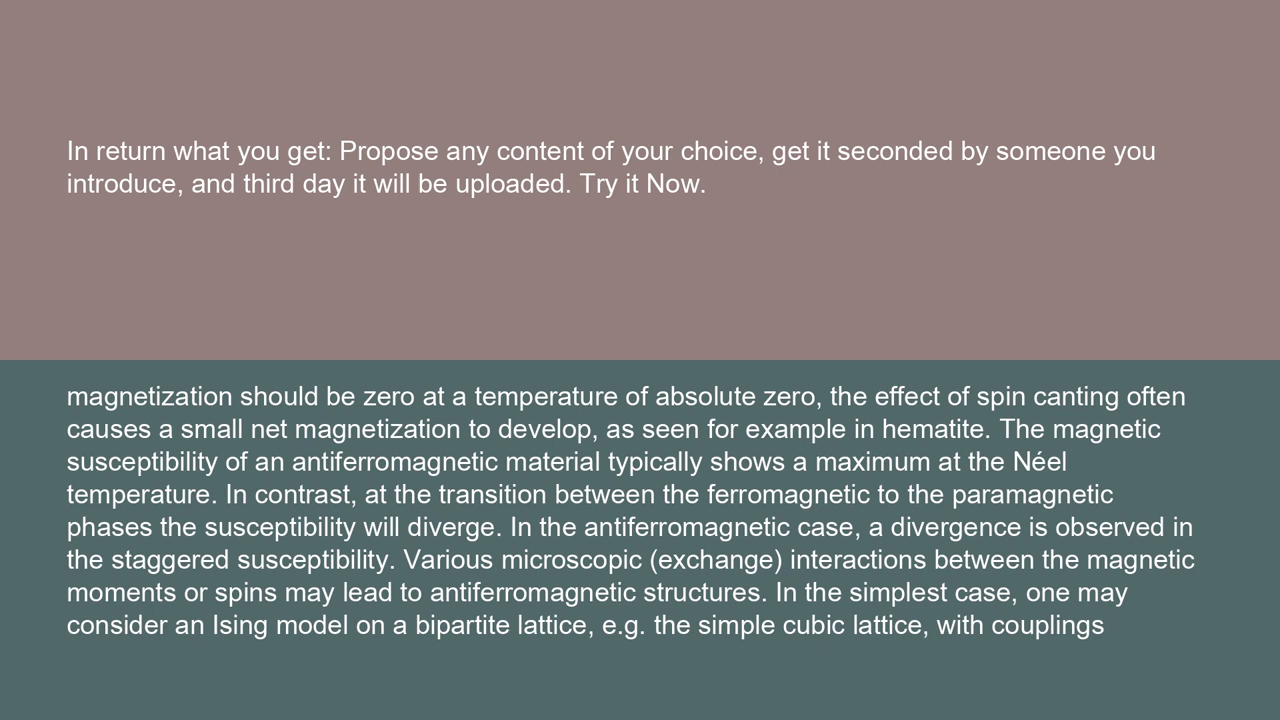 In return what you get: Propose any content of your choice, get it seconded by someone you
introduce, and third day it will be uploaded. Try it Now.
magnetization should be zero at a temperature of absolute zero, the effect of spin canting often
causes a small net magnetization to develop, as seen for example in hematite. The magnetic
susceptibility of an antiferromagnetic material typically shows a maximum at the Néel
temperature. In contrast, at the transition between the ferromagnetic to the paramagnetic
phases the susceptibility will diverge. In the antiferromagnetic case, a divergence is observed in
the staggered susceptibility. Various microscopic (exchange) interactions between the magnetic
moments or spins may lead to antiferromagnetic structures. In the simplest case, one may
consider an Ising model on a bipartite lattice, e.g. the simple cubic lattice, with couplings